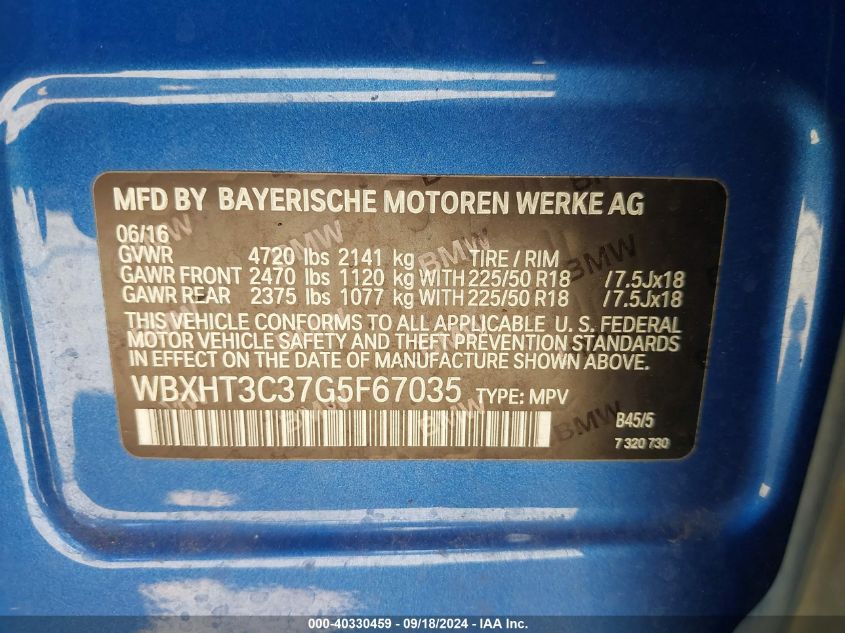 MFD BY BAYERISCHE MOTOREN WERKE AG
06/16
GVWR 4720 lbs 2141 kg TIRE / RIM
GAWR FRONT 2470 lbs 1120 kg WITH 225/50 R18 / 7.5Jx18
GAWR REAR 2375 lbs 1077 kg WITH 225/50 R18 / 7.5Jx18
THIS VEHICLE CONFORMS TO ALL APPLICABLE U. S. FEDERAL
MOTOR VEHICLE SAFETY AND THEFT PREVENTION STANDARDS
IN EFFECT ON THE DATE OF MANUFACTURE SHOWN ABOVE.
WBXHT3C37G5F67035 TYPE: MPV
B45/5
7 320 730
000-40330459 - 09/18/2024 - IAA Inc.